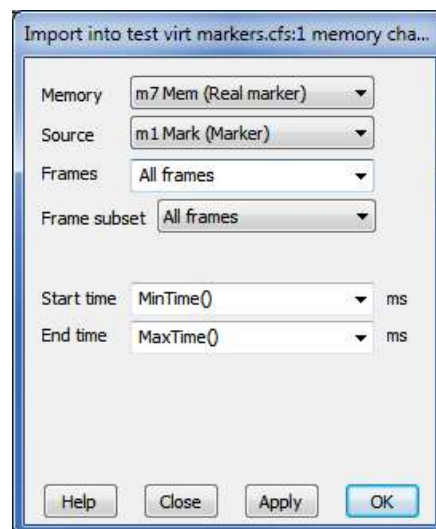 Import into test virt markers.cfs:1 memory cha...
Memory m7 Mem (Real marker)
Source m1 Mark (Marker)
Frames All frames
Frame subset All frames
Start time MinTime() ms
End time MaxTime() ms
Help Close Apply OK